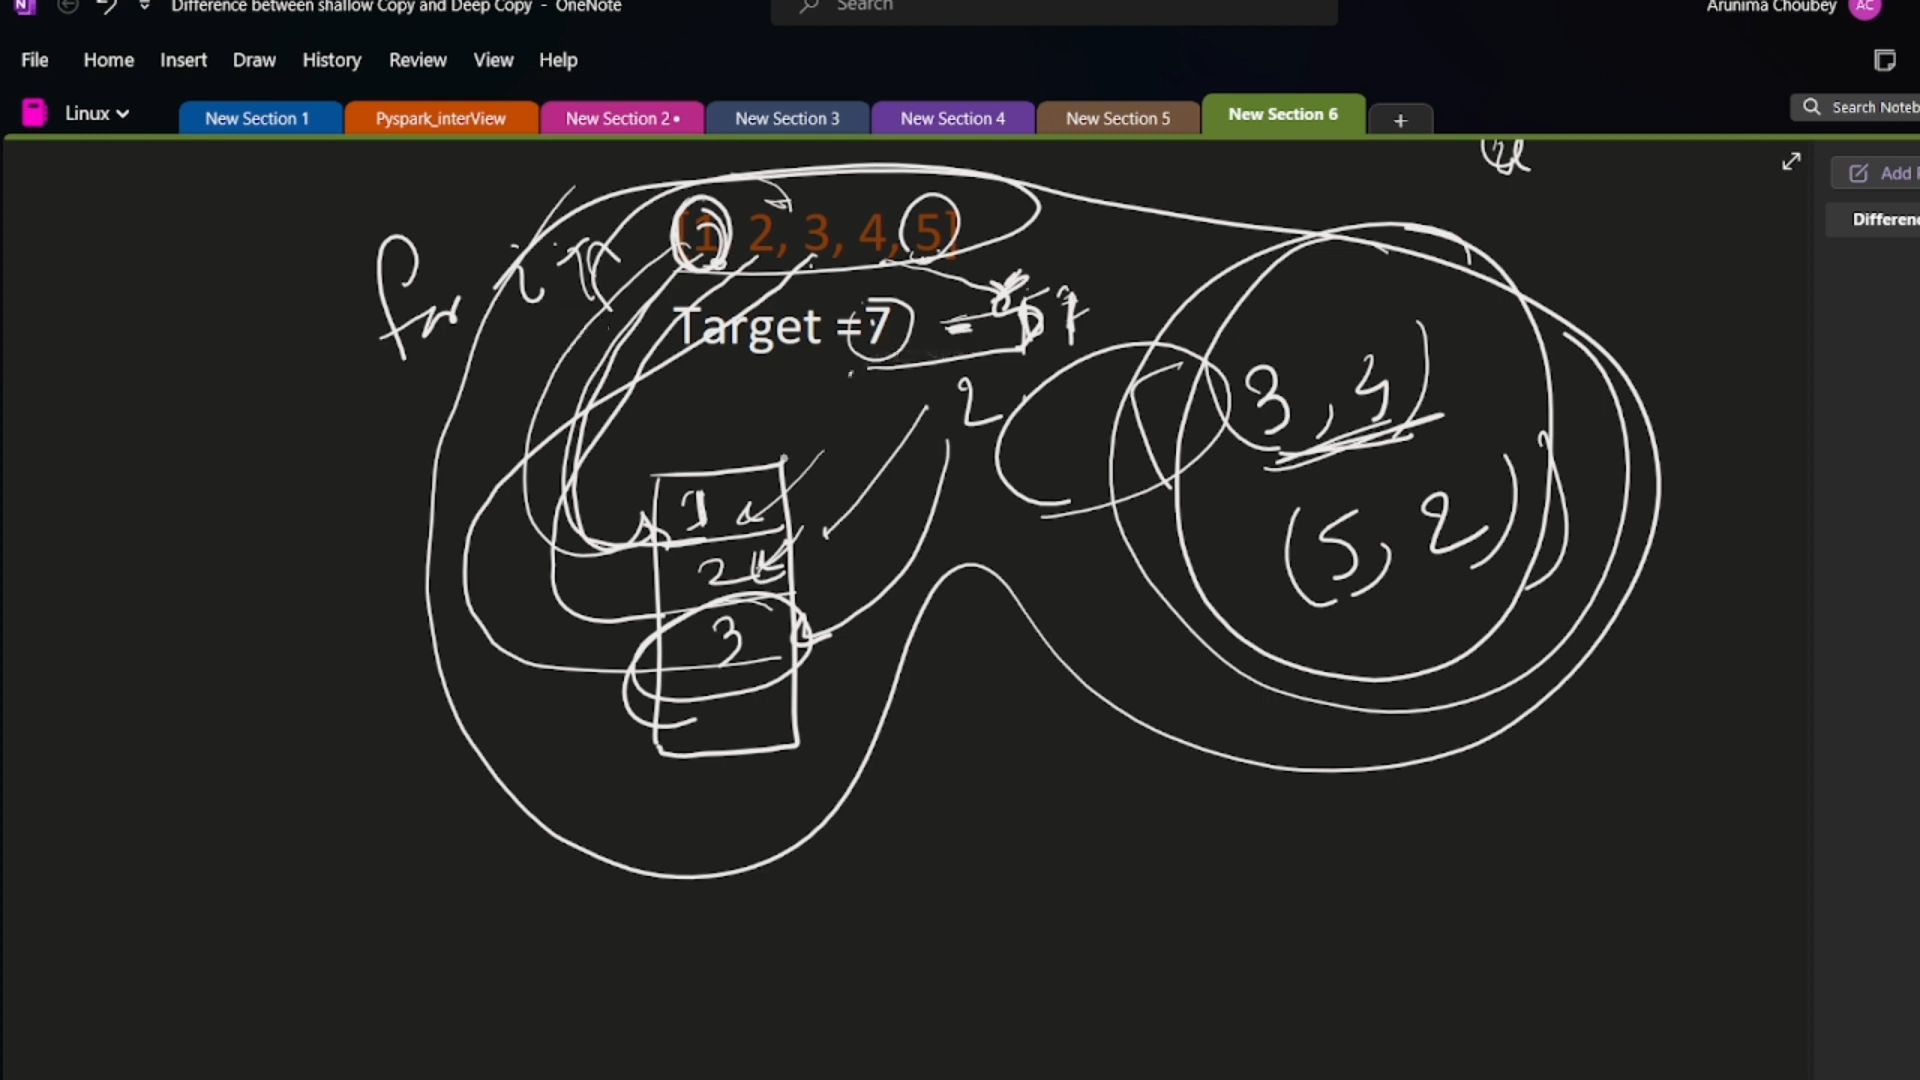 Difference between shallow Copy and Deep Copy - OneNote
Search
Arunima Choubey
AC
File Home Insert Draw History Review View Help
Linux
New Section 1
Pyspark_interView
New Section 2
New Section 3
New Section 4
New Section 5
New Section 6
+
Search Noteb
Add
Differenc
[1 2, 3, 4, 5]
for i in
Target =7
2
3, 4)
(5, 2)
1
2
3